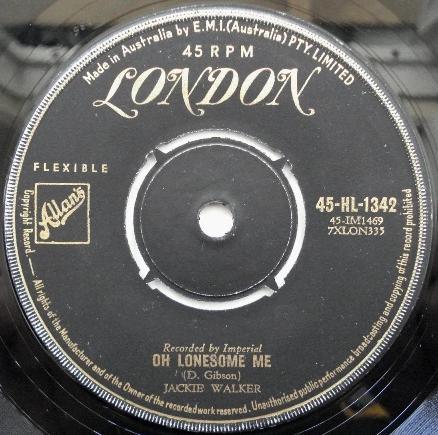 Made in Australia by E.M.I.(Australia) PTY. LIMITED
45 RPM
LONDON
FLEXIBLE
Allan's
Copyright Record.
45-HL-1342
45-IM1469
7XLON335
Recorded by Imperial
OH LONESOME ME
(D. Gibson)
JACKIE WALKER
All rights of the Manufacturer and of the Owner of the recorded work reserved. Unauthorised public performance broadcasting and copying of this record prohibited